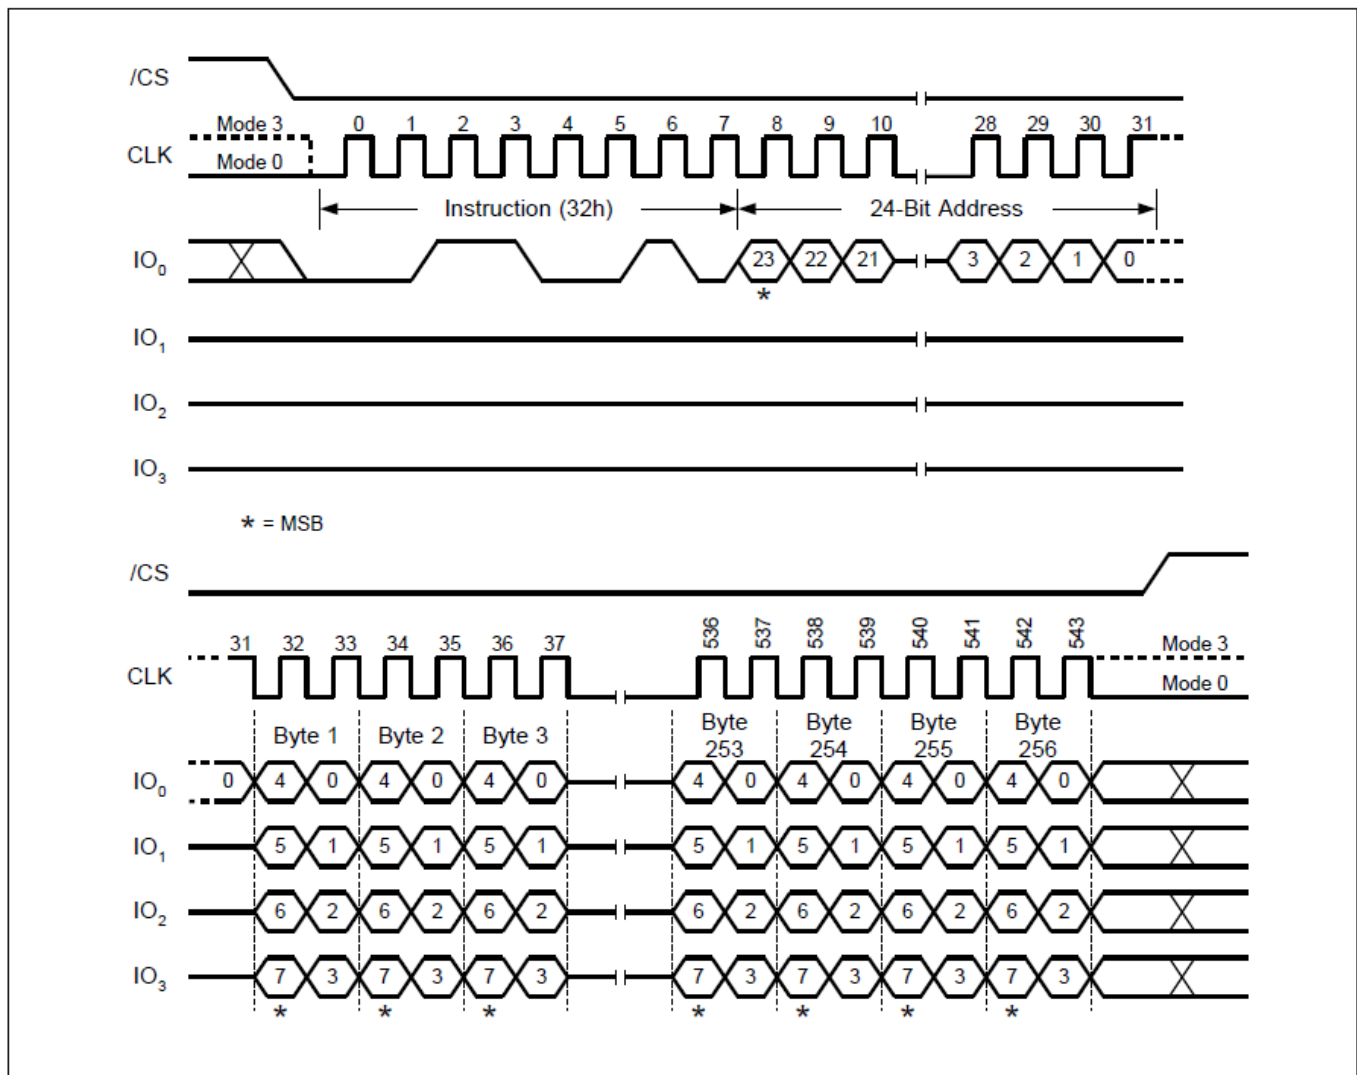 /CS
Mode 3 0 1 2 3 4 5 6 7 8 9 10 28 29 30 31
CLK
Mode 0
Instruction (32h) 24-Bit Address
IO0 23 22 21 3 2 1 0
*
IO1
IO2
IO3
* = MSB
/CS
31 32 33 34 35 36 37 536 537 538 539 540 541 542 543 Mode 3
CLK
Mode 0
Byte 1 Byte 2 Byte 3 Byte 253 Byte 254 Byte 255 Byte 256
IO0 0 4 0 4 0 4 0 4 0 4 0 4 0 4 0
IO1 5 1 5 1 5 1 5 1 5 1 5 1 5 1
IO2 6 2 6 2 6 2 6 2 6 2 6 2 6 2
IO3 7 3 7 3 7 3 7 3 7 3 7 3 7 3
* * * * * * *